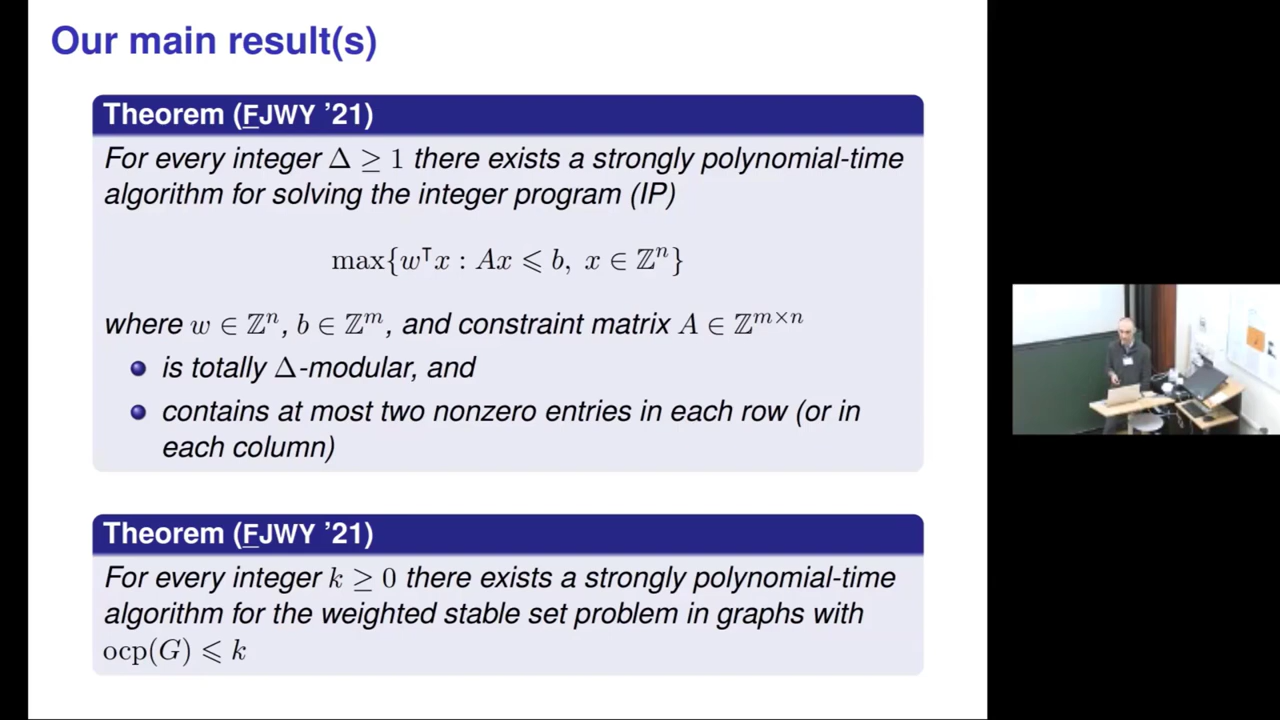 Our main result(s)
Theorem (FJWY ’21)
For every integer Δ ≥ 1 there exists a strongly polynomial-time
algorithm for solving the integer program (IP)
max{w⊺x : Ax ⩽ b, x ∈ ℤⁿ}
where w ∈ ℤⁿ, b ∈ ℤᵐ, and constraint matrix A ∈ ℤᵐˣⁿ
is totally Δ-modular, and
contains at most two nonzero entries in each row (or in
each column)
Theorem (FJWY ’21)
For every integer k ≥ 0 there exists a strongly polynomial-time
algorithm for the weighted stable set problem in graphs with
ocp(G) ⩽ k